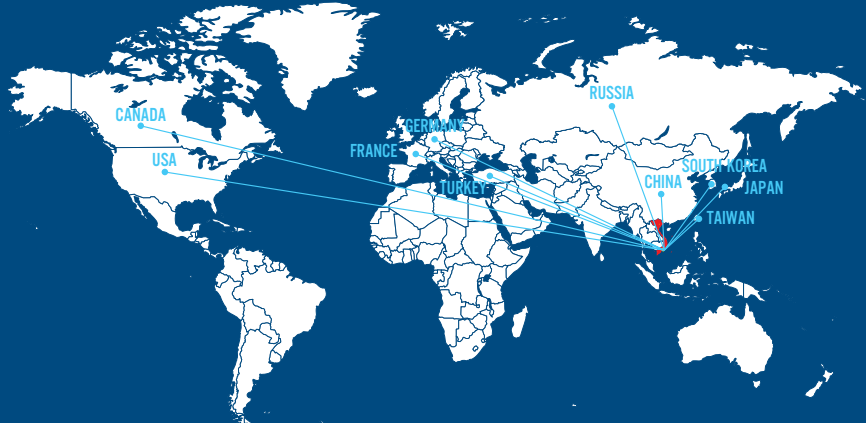 RUSSIA
CANADA
GERMANY
FRANCE
USA
SOUTH KOREA
CHINA
TURKEY
JAPAN
TAIWAN